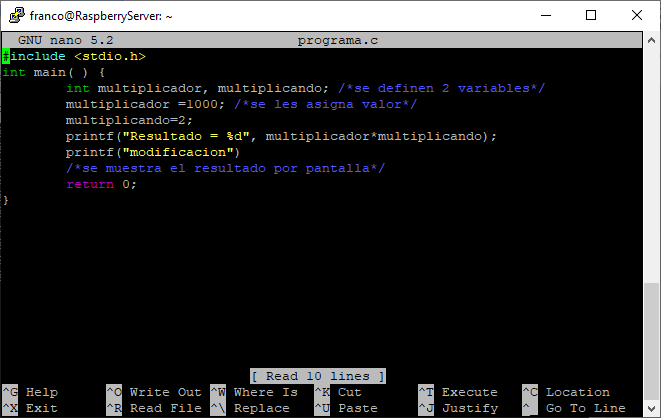 franco@RaspberryServer: ~
GNU nano 5.2 programa.c
#include <stdio.h>
int main( ) {
int multiplicador, multiplicando; /*se definen 2 variables*/
multiplicador =1000; /*se les asigna valor*/
multiplicando=2;
printf("Resultado = %d", multiplicador*multiplicando);
printf("modificacion")
/*se muestra el resultado por pantalla*/
return 0;
}
[ Read 10 lines ]
^G Help ^O Write Out ^W Where Is ^K Cut ^T Execute ^C Location
^X Exit ^R Read File ^\ Replace ^U Paste ^J Justify ^_ Go To Line